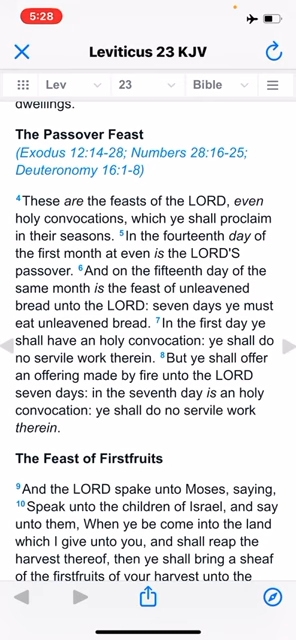 5:28
Leviticus 23 KJV
Lev 23 Bible
dwellings.
The Passover Feast
(Exodus 12:14-28; Numbers 28:16-25;
Deuteronomy 16:1-8)
4These are the feasts of the LORD, even
holy convocations, which ye shall proclaim
in their seasons. 5In the fourteenth day of
the first month at even is the LORD'S
passover. 6And on the fifteenth day of the
same month is the feast of unleavened
bread unto the LORD: seven days ye must
eat unleavened bread. 7In the first day ye
shall have an holy convocation: ye shall do
no servile work therein. 8But ye shall offer
an offering made by fire unto the LORD
seven days: in the seventh day is an holy
convocation: ye shall do no servile work
therein.
The Feast of Firstfruits
9And the LORD spake unto Moses, saying,
10Speak unto the children of Israel, and say
unto them, When ye be come into the land
which I give unto you, and shall reap the
harvest thereof, then ye shall bring a sheaf
of the firstfruits of your harvest unto the